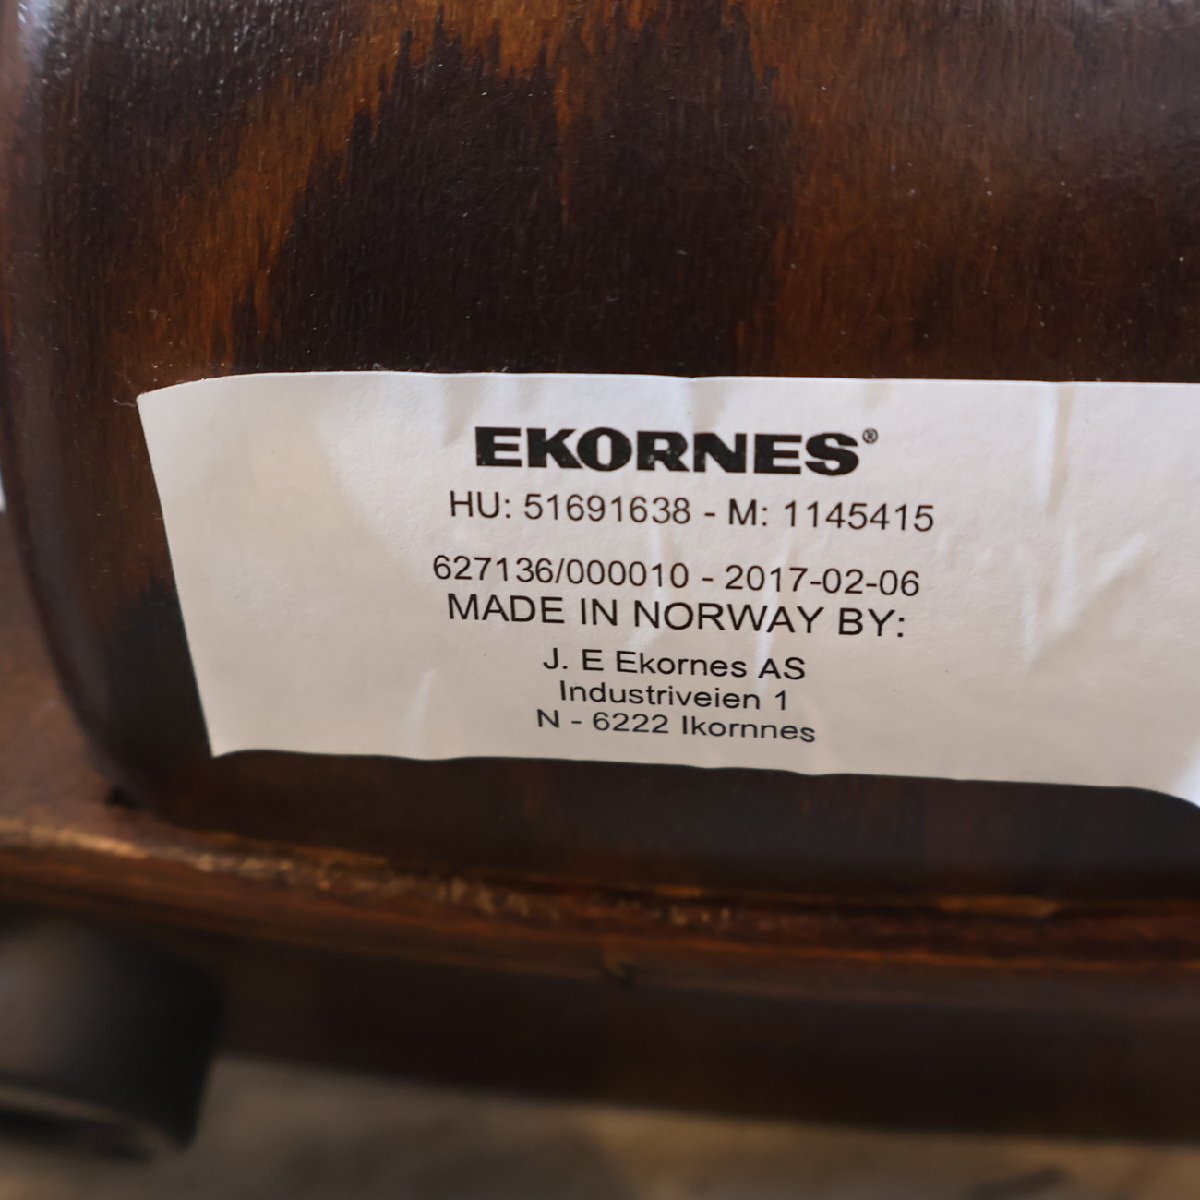 EKORNES®
HU: 51691638 - M: 1145415
627136/000010 - 2017-02-06
MADE IN NORWAY BY:
J. E Ekornes AS
Industriveien 1
N - 6222 Ikornnes